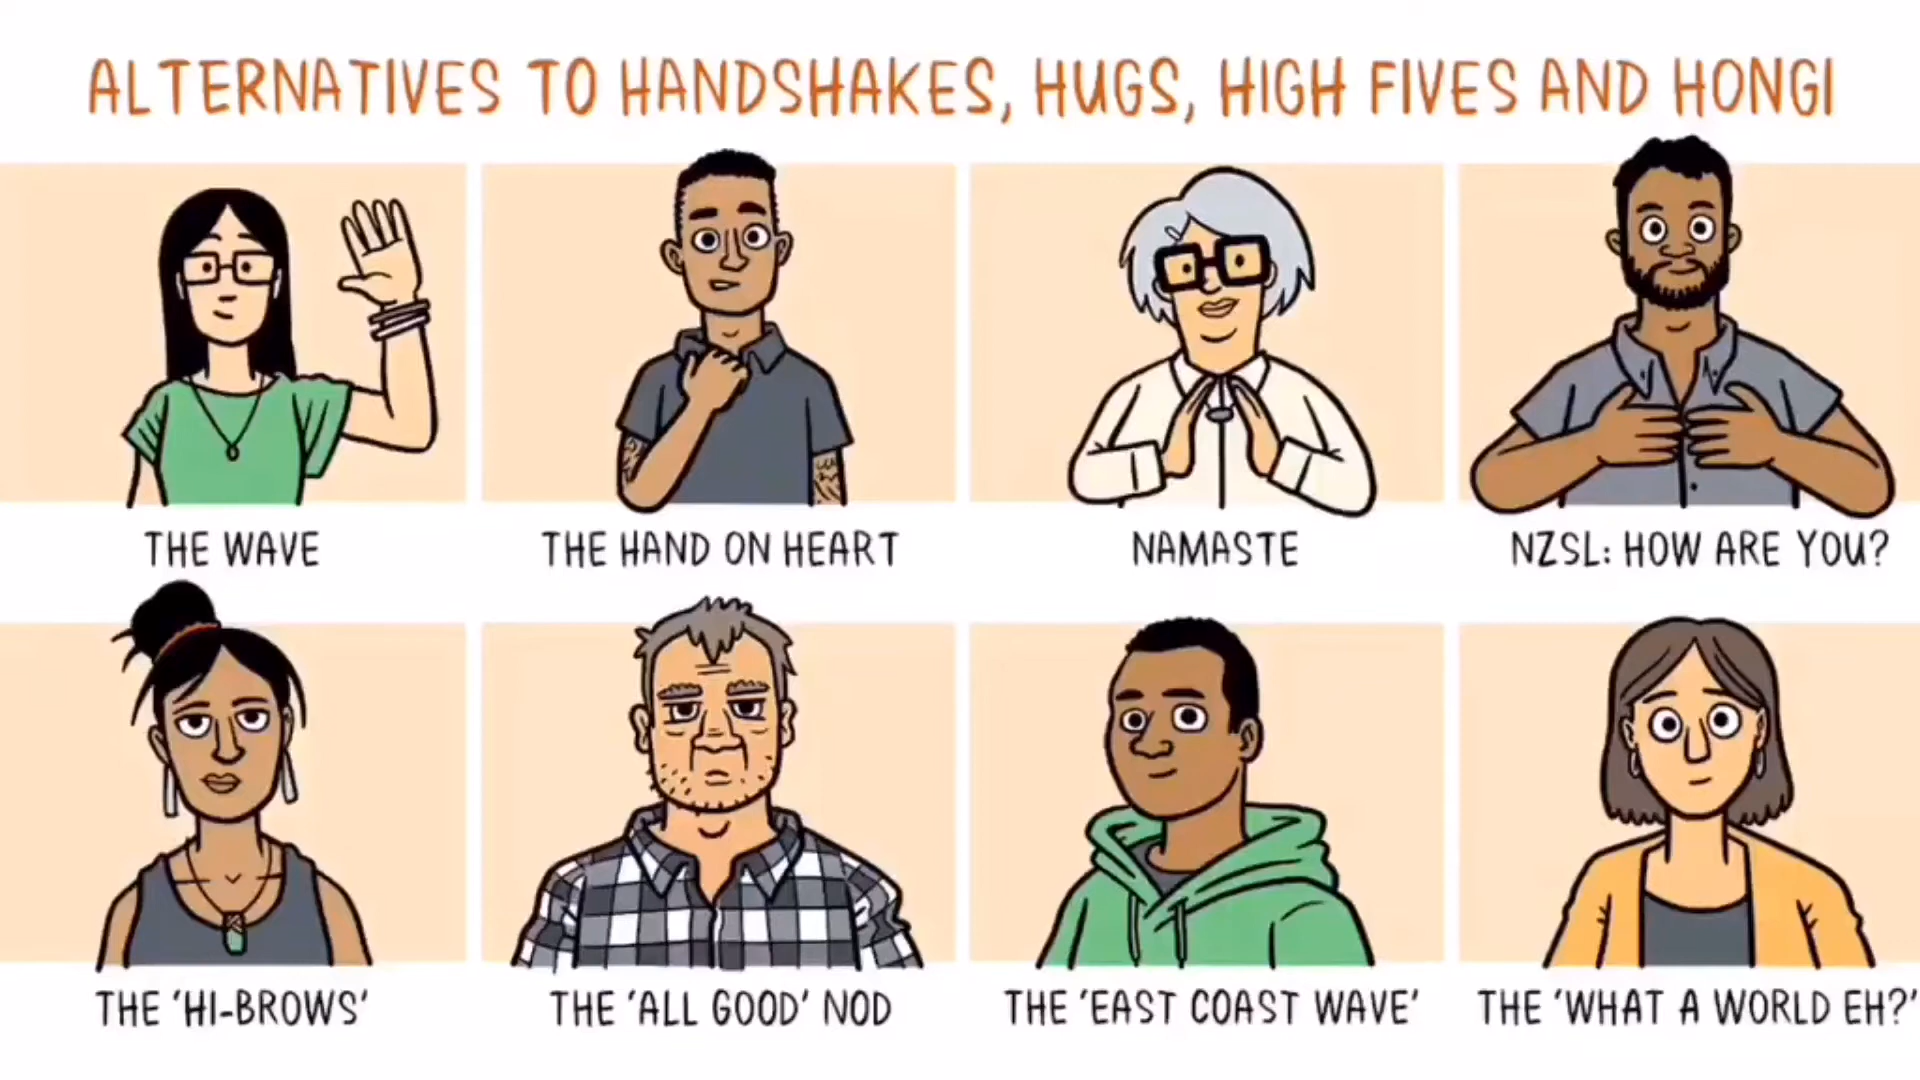 ALTERNATIVES TO HANDSHAKES, HUGS, HIGH FIVES AND HONGI
THE WAVE
THE HAND ON HEART
NAMASTE
NZSL: HOW ARE YOU?
THE 'HI-BROWS'
THE 'ALL GOOD' NOD
THE 'EAST COAST WAVE'
THE 'WHAT A WORLD EH?'